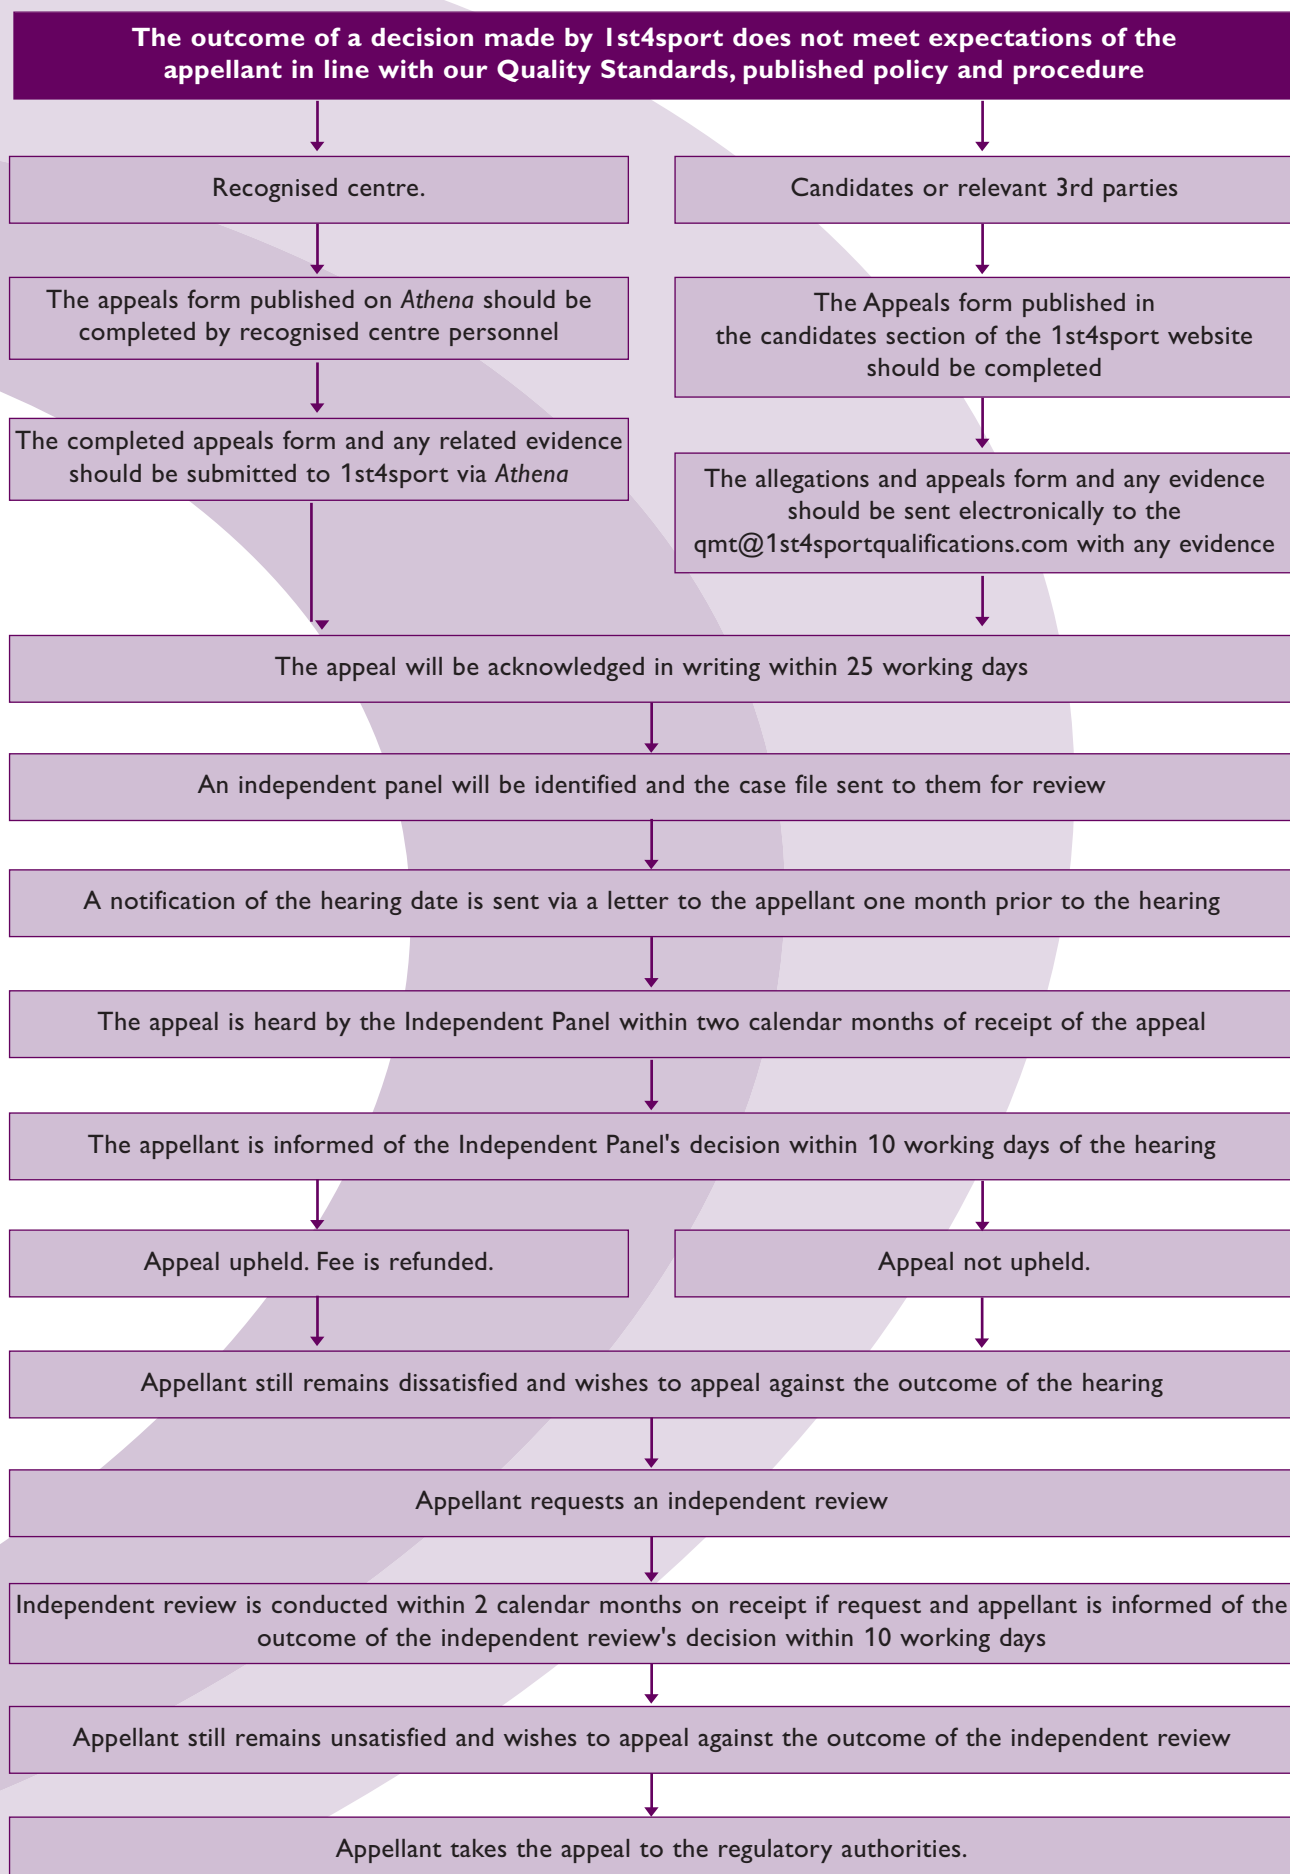 The outcome of a decision made by 1st4sport does not meet expectations of the
appellant in line with our Quality Standards, published policy and procedure
Recognised centre.
Candidates or relevant 3rd parties
The appeals form published on Athena should be
completed by recognised centre personnel
The Appeals form published in
the candidates section of the 1st4sport website
should be completed
The completed appeals form and any related evidence
should be submitted to 1st4sport via Athena
The allegations and appeals form and any evidence
should be sent electronically to the
qmt@1st4sportqualifications.com with any evidence
The appeal will be acknowledged in writing within 25 working days
An independent panel will be identified and the case file sent to them for review
A notification of the hearing date is sent via a letter to the appellant one month prior to the hearing
The appeal is heard by the Independent Panel within two calendar months of receipt of the appeal
The appellant is informed of the Independent Panel's decision within 10 working days of the hearing
Appeal upheld. Fee is refunded.
Appeal not upheld.
Appellant still remains dissatisfied and wishes to appeal against the outcome of the hearing
Appellant requests an independent review
Independent review is conducted within 2 calendar months on receipt if request and appellant is informed of the
outcome of the independent review's decision within 10 working days
Appellant still remains unsatisfied and wishes to appeal against the outcome of the independent review
Appellant takes the appeal to the regulatory authorities.